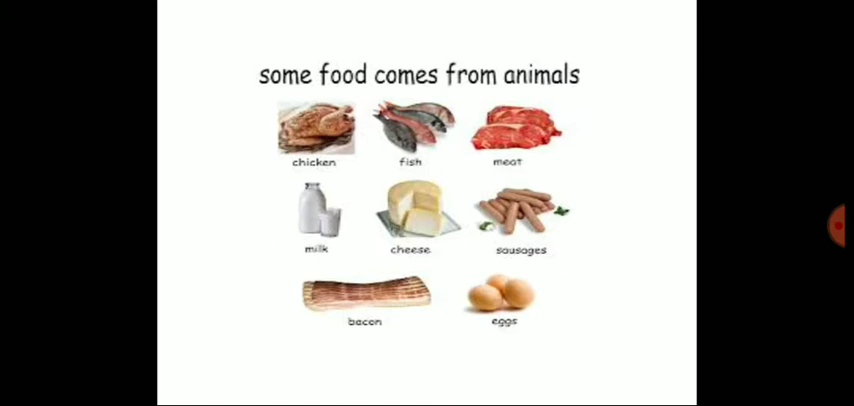 some food comes from animals
chicken fish meat
milk cheese sausages
bacon eggs